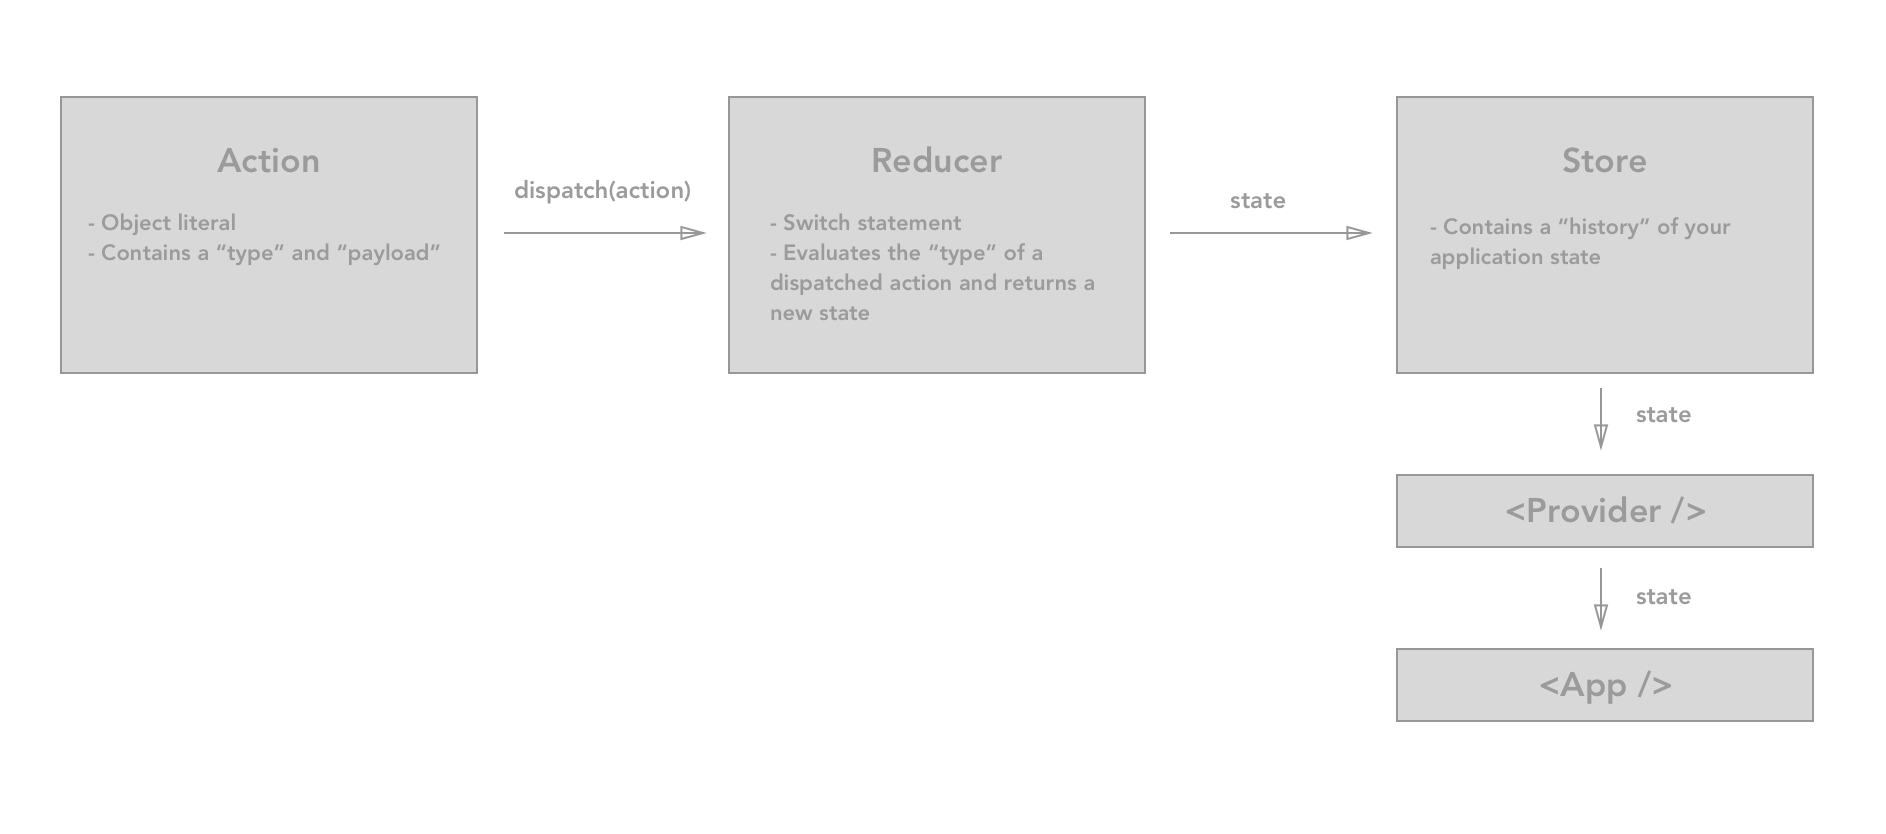 Action
- Object literal
- Contains a “type” and “payload”
dispatch(action)
Reducer
- Switch statement
- Evaluates the “type” of a
dispatched action and returns a
new state
state
Store
- Contains a “history” of your
application state
state
<Provider />
state
<App />